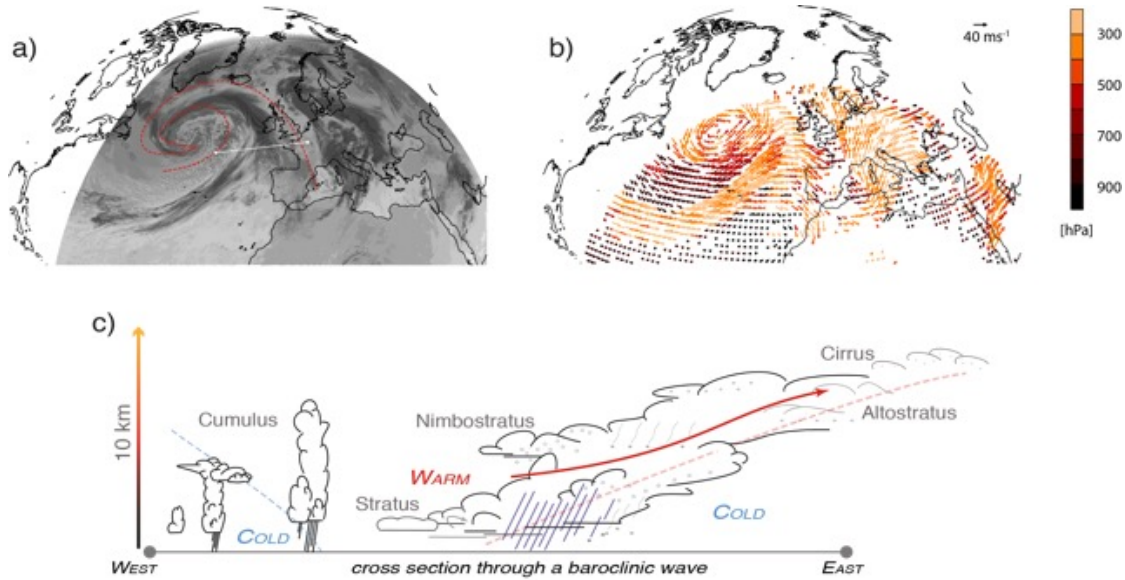 a)
b)
40 ms⁻¹
300
500
700
900
[hPa]
c)
10 km
Cumulus
Nimbostratus
Cirrus
Altostratus
WARM
Stratus
COLD
COLD
WEST
cross section through a baroclinic wave
EAST